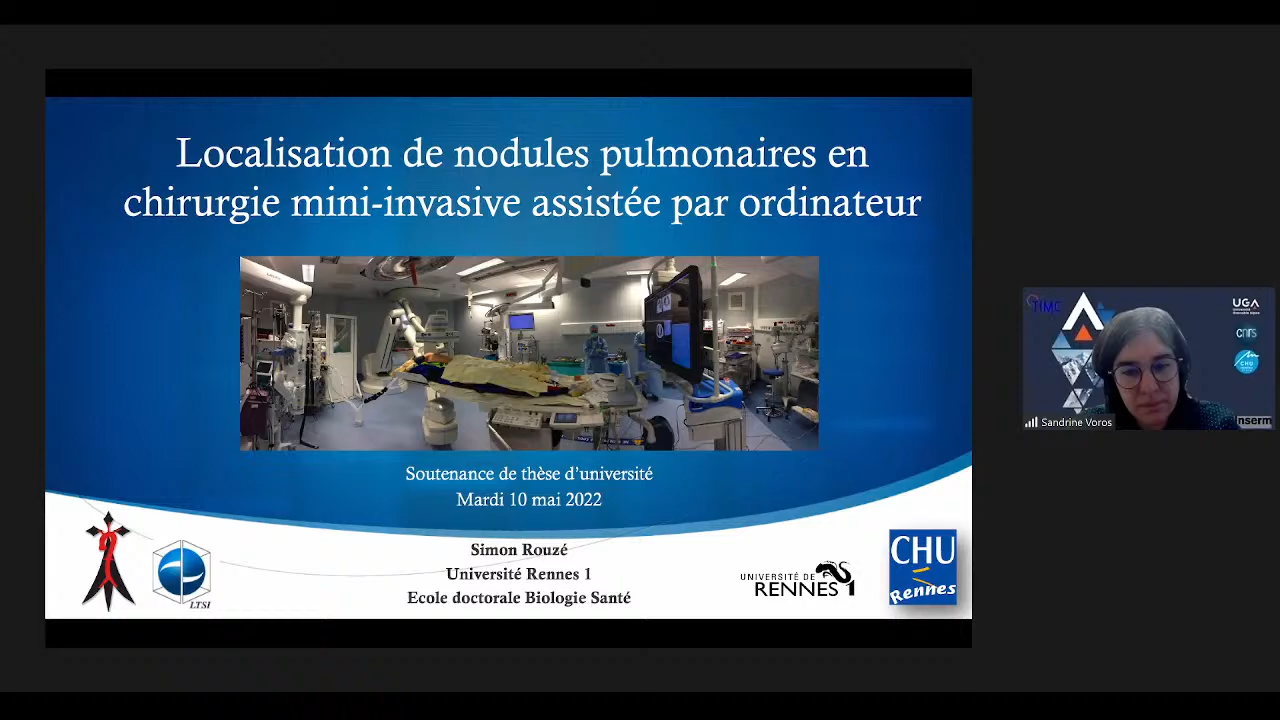 Localisation de nodules pulmonaires en
chirurgie mini-invasive assistée par ordinateur
Soutenance de thèse d'université
Mardi 10 mai 2022
Simon Rouzé
Université Rennes 1
Ecole doctorale Biologie Santé
LTSI
UNIVERSITÉ DE
RENNES 1
CHU
Rennes
TIMC
UGA
cnrs
CHU
Inserm
Sandrine Voros